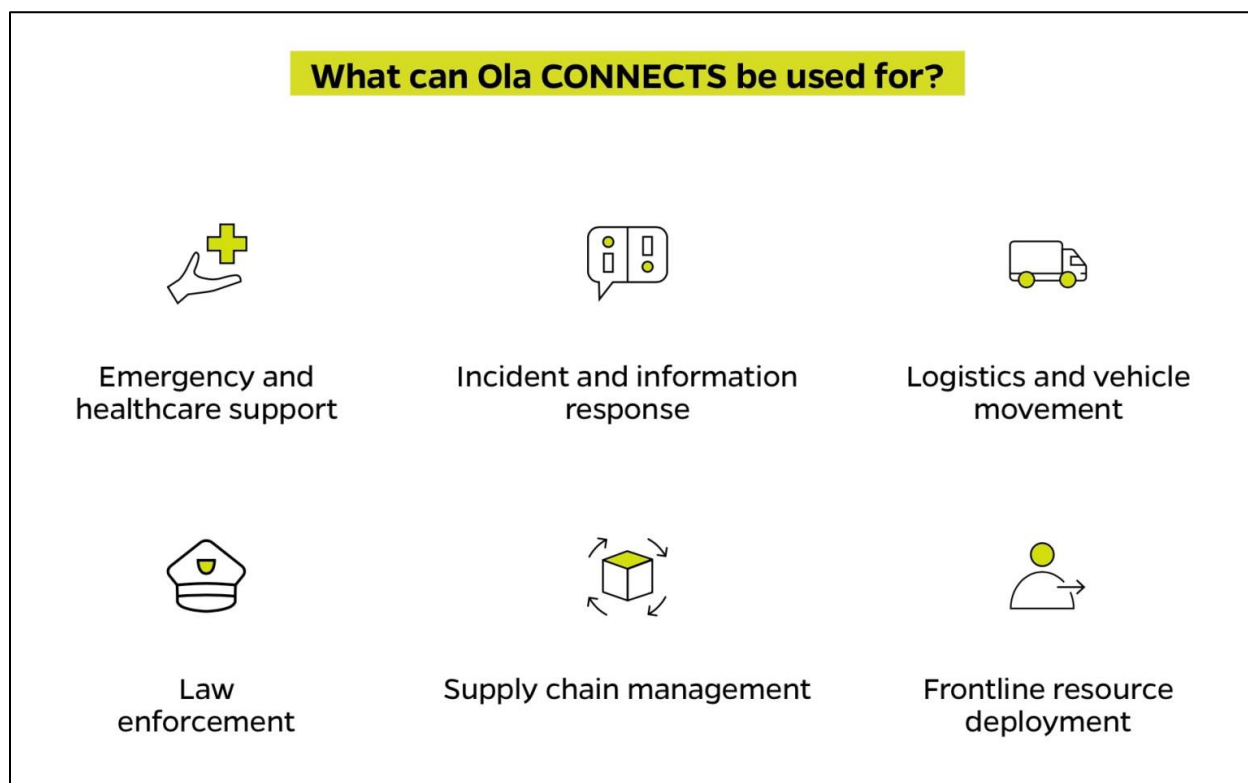 What can Ola CONNECTS be used for?
Emergency and
healthcare support
Incident and information
response
Logistics and vehicle
movement
Law
enforcement
Supply chain management
Frontline resource
deployment